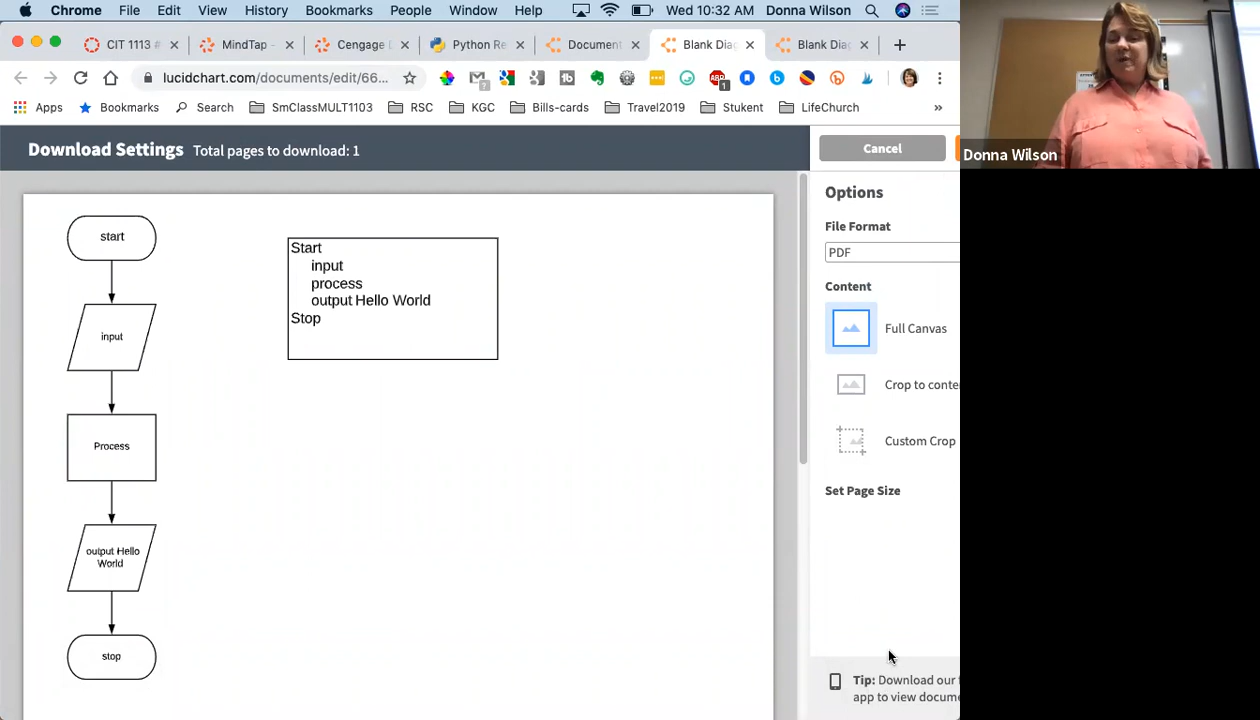 Chrome File Edit View History Bookmarks People Window Help Wed 10:32 AM Donna Wilson
CIT 1113 MindTap - Cengage Python Re Document Blank Dia Blank Dia
lucidchart.com/documents/edit/66...
Apps Bookmarks Search SmClassMULT1103 RSC KGC Bills-cards Travel2019 Stukent LifeChurch »
Donna Wilson
Download Settings Total pages to download: 1
Cancel
Options
File Format
PDF
Content
Full Canvas
Crop to conte
Custom Crop
Set Page Size
Tip: Download our
app to view docume
start
input
Process
output Hello
World
stop
Start
input
process
output Hello World
Stop